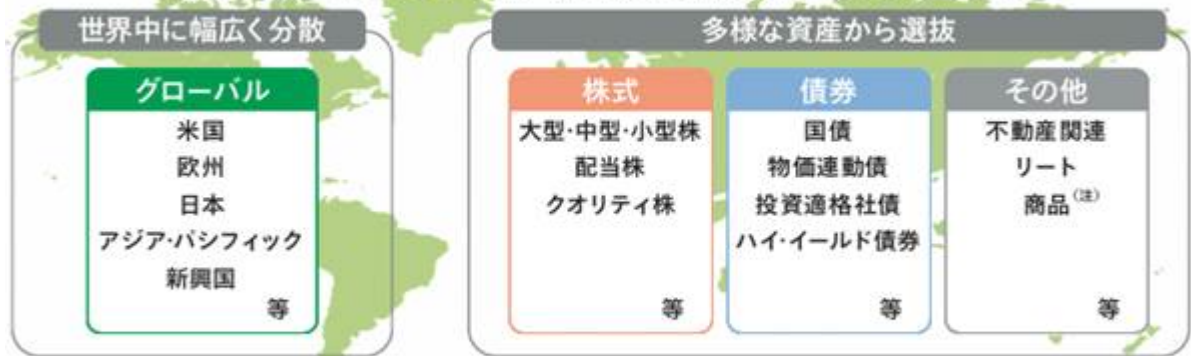 世界中に幅広く分散
グローバル
米国
欧州
日本
アジア・パシフィック
新興国
等
多様な資産から選抜
株式
大型・中型・小型株
配当株
クオリティ株
等
債券
国債
物価連動債
投資適格社債
ハイ・イールド債券
等
その他
不動産関連
リート
商品(注)
等